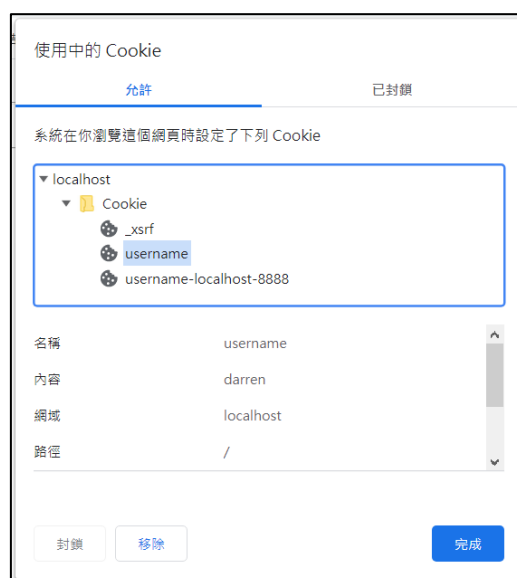 使用中的 Cookie
允許 已封鎖
系統在你瀏覽這個網頁時設定了下列 Cookie
localhost
Cookie
_xsrf
username
username-localhost-8888
名稱 username
內容 darren
網域 localhost
路徑 /
封鎖 移除 完成